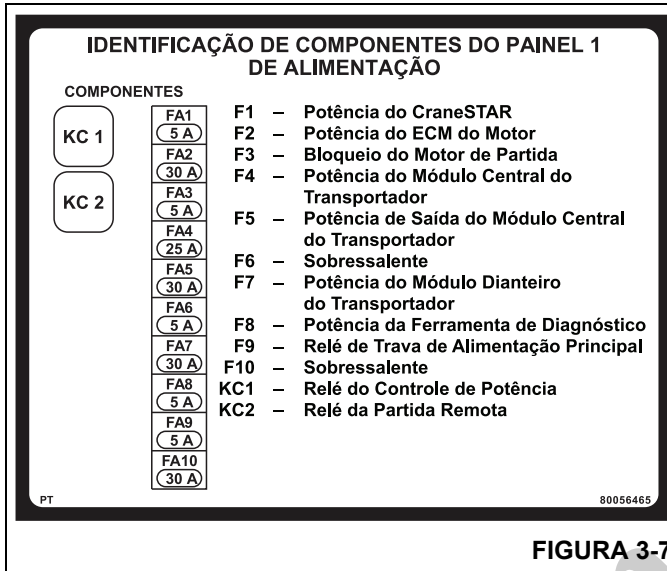 IDENTIFICAÇÃO DE COMPONENTES DO PAINEL 1
DE ALIMENTAÇÃO
COMPONENTES
KC 1
KC 2
FA1
5 A
FA2
30 A
FA3
5 A
FA4
25 A
FA5
30 A
FA6
5 A
FA7
30 A
FA8
5 A
FA9
5 A
FA10
30 A
F1 – Potência do CraneSTAR
F2 – Potência do ECM do Motor
F3 – Bloqueio do Motor de Partida
F4 – Potência do Módulo Central do
Transportador
F5 – Potência de Saída do Módulo Central
do Transportador
F6 – Sobressalente
F7 – Potência do Módulo Dianteiro
do Transportador
F8 – Potência da Ferramenta de Diagnóstico
F9 – Relé de Trava de Alimentação Principal
F10 – Sobressalente
KC1 – Relé do Controle de Potência
KC2 – Relé da Partida Remota
PT
80056465
FIGURA 3-7